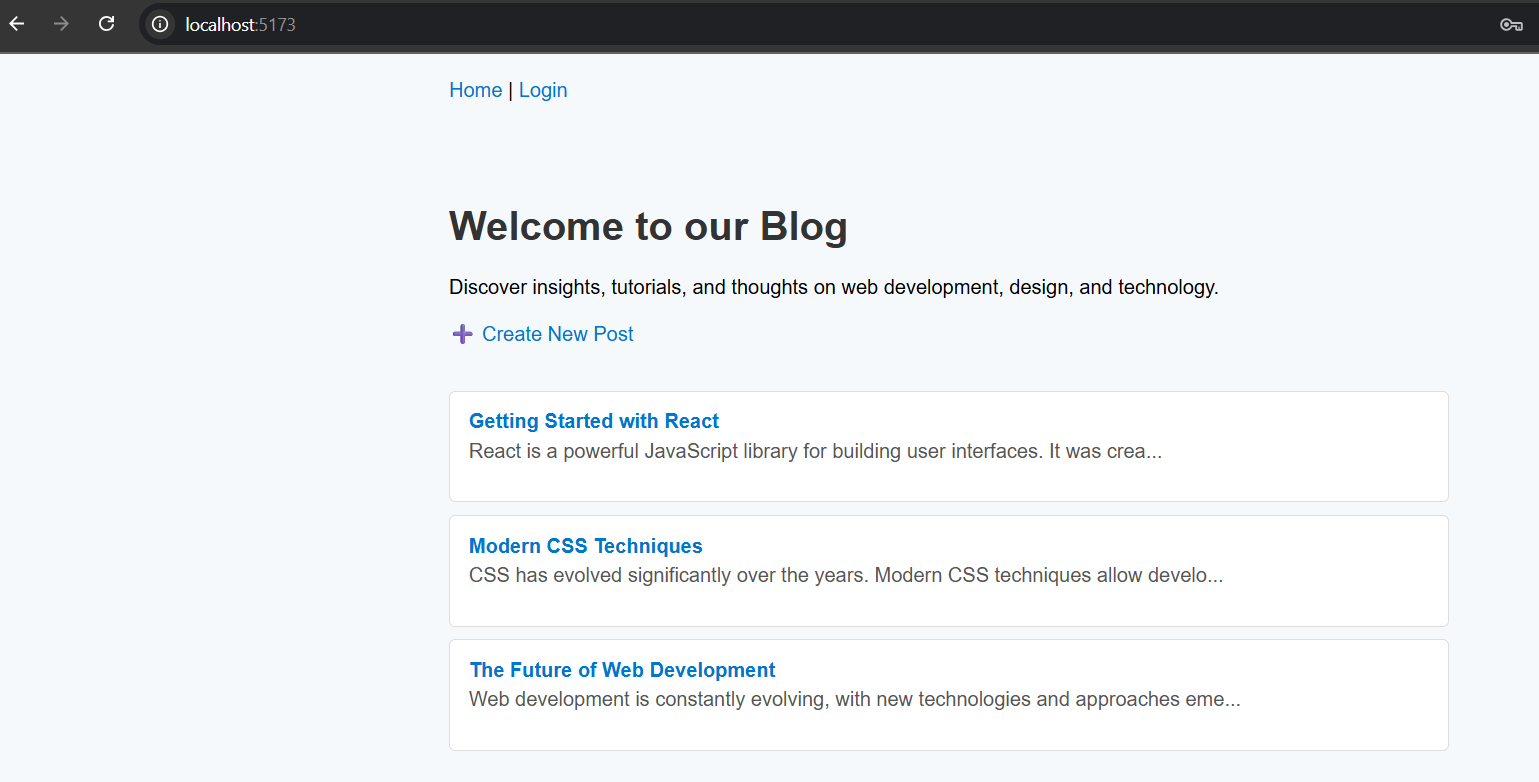 localhost:5173
Home | Login
Welcome to our Blog
Discover insights, tutorials, and thoughts on web development, design, and technology.
➕ Create New Post
Getting Started with React
React is a powerful JavaScript library for building user interfaces. It was crea...
Modern CSS Techniques
CSS has evolved significantly over the years. Modern CSS techniques allow develo...
The Future of Web Development
Web development is constantly evolving, with new technologies and approaches eme...